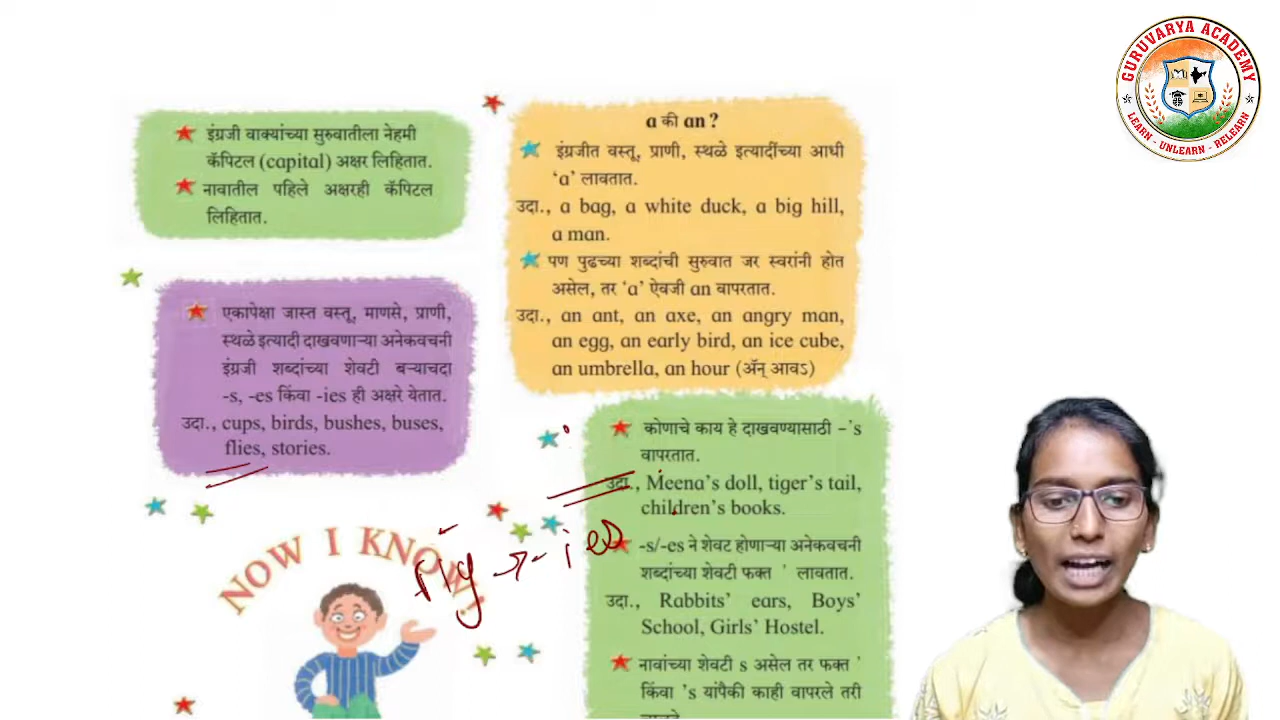 GURUVARYA ACADEMY
LEARN - UNLEARN - RELEARN
इंग्रजी वाक्यांच्या सुरुवातीला नेहमी
कॅपिटल (capital) अक्षर लिहितात.
नावातील पहिले अक्षरही कॅपिटल
लिहितात.
a की an ?
इंग्रजीत वस्तू, प्राणी, स्थळे इत्यादींच्या आधी
‘a’ लावतात.
उदा., a bag, a white duck, a big hill,
a man.
पण पुढच्या शब्दांची सुरुवात जर स्वरांनी होत
असेल, तर ‘a’ ऐवजी an वापरतात.
उदा., an ant, an axe, an angry man,
an egg, an early bird, an ice cube,
an umbrella, an hour (ॲन् आवऽ)
एकापेक्षा जास्त वस्तू, माणसे, प्राणी,
स्थळे इत्यादी दाखवणाऱ्या अनेकवचनी
इंग्रजी शब्दांच्या शेवटी बऱ्याचदा
-s, -es किंवा -ies ही अक्षरे येतात.
उदा., cups, birds, bushes, buses,
flies, stories.
कोणाचे काय हे दाखवण्यासाठी –’s
वापरतात.
उदा., Meena’s doll, tiger’s tail,
children’s books.
-s/-es ने शेवट होणाऱ्या अनेकवचनी
शब्दांच्या शेवटी फक्त ’ लावतात.
उदा., Rabbits’ ears, Boys’
School, Girls’ Hostel.
नावांच्या शेवटी s असेल तर फक्त ’
किंवा ’s यांपैकी काही वापरले तरी
NOW I KNOW!
ies